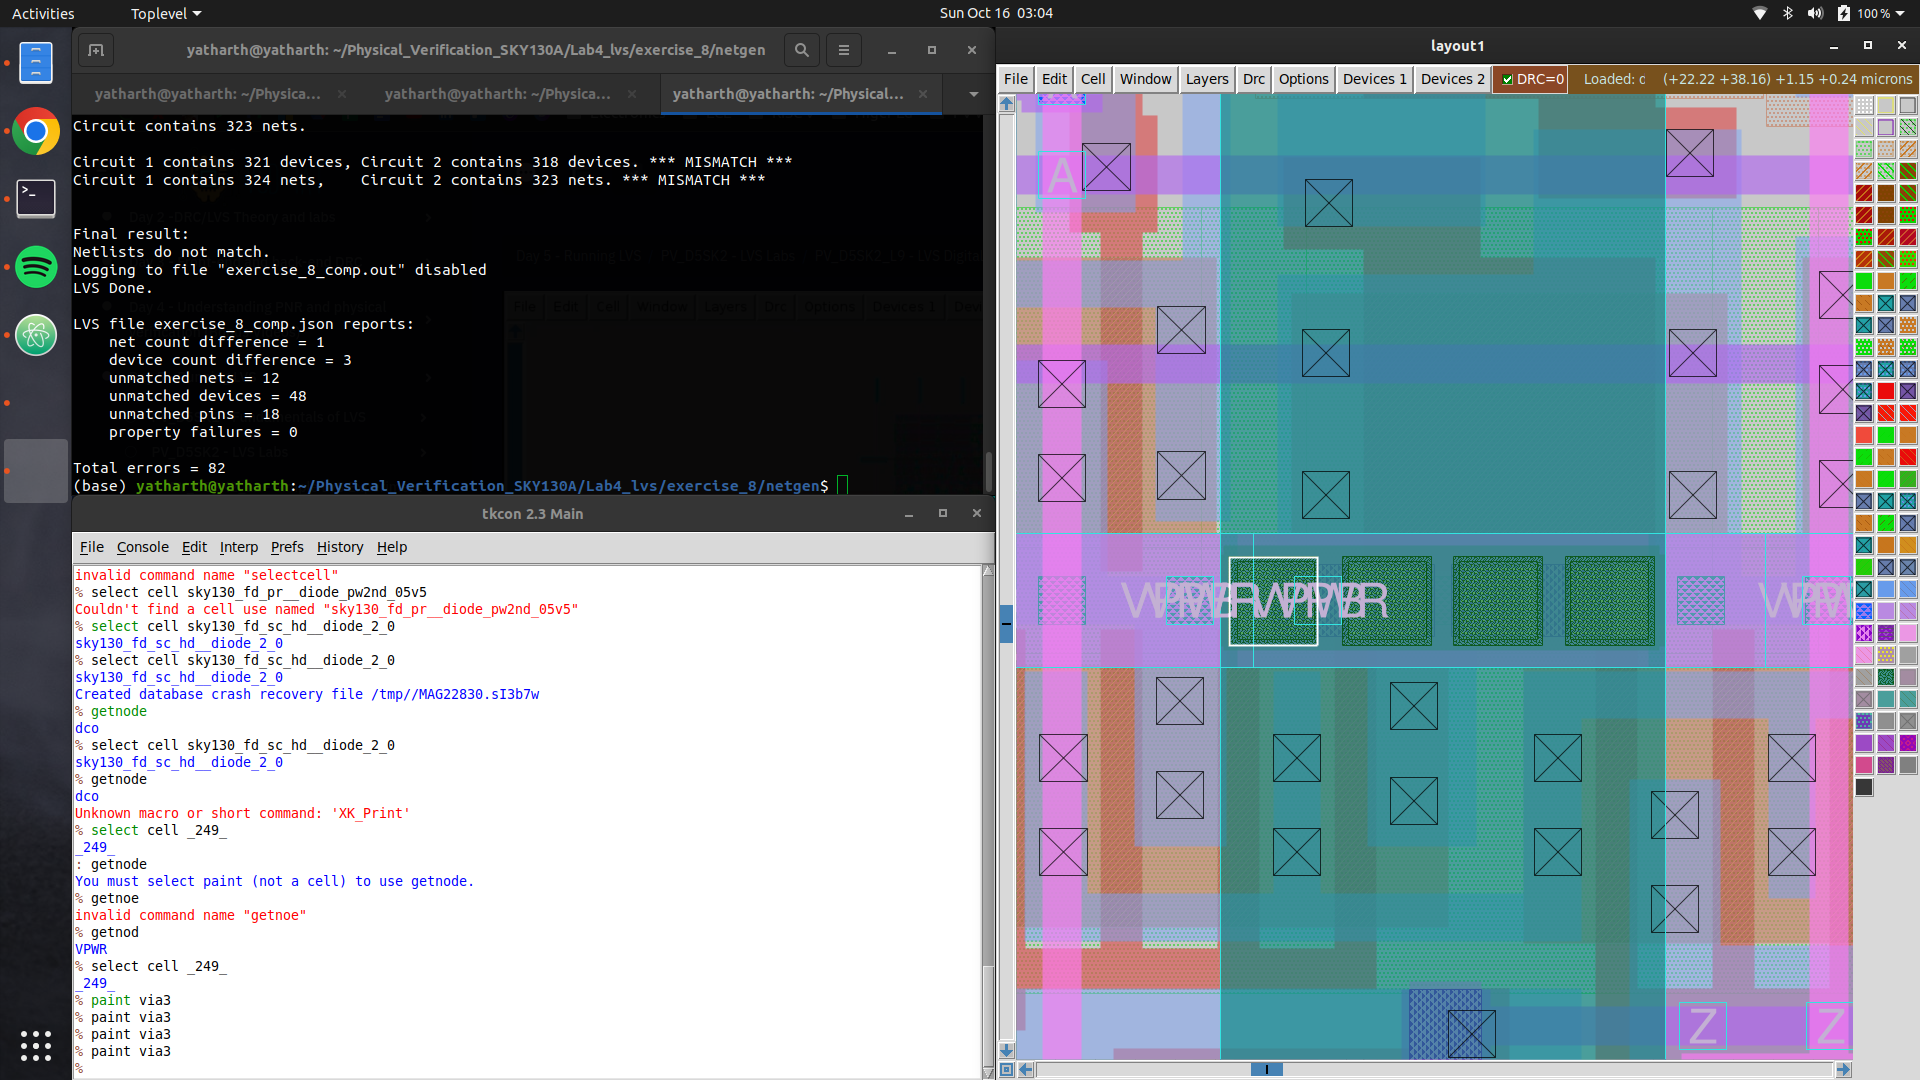 Activities
Toplevel
Sun Oct 16 03:04
100 %
yatharth@yatharth: ~/Physical_Verification_SKY130A/Lab4_lvs/exercise_8/netgen
yatharth@yatharth: ~/Physica...
yatharth@yatharth: ~/Physica...
yatharth@yatharth: ~/Physical...
Circuit contains 323 nets.
Circuit 1 contains 321 devices, Circuit 2 contains 318 devices. *** MISMATCH ***
Circuit 1 contains 324 nets,    Circuit 2 contains 323 nets. *** MISMATCH ***
Final result:
Netlists do not match.
Logging to file "exercise_8_comp.out" disabled
LVS Done.
LVS file exercise_8_comp.json reports:
net count difference = 1
device count difference = 3
unmatched nets = 12
unmatched devices = 48
unmatched pins = 18
property failures = 0
Total errors = 82
(base) yatharth@yatharth:~/Physical_Verification_SKY130A/Lab4_lvs/exercise_8/netgen$
tkcon 2.3 Main
File Console Edit Interp Prefs History Help
invalid command name "selectcell"
% select cell sky130_fd_pr__diode_pw2nd_05v5
Couldn't find a cell use named "sky130_fd_pr__diode_pw2nd_05v5"
% select cell sky130_fd_sc_hd__diode_2_0
sky130_fd_sc_hd__diode_2_0
% select cell sky130_fd_sc_hd__diode_2_0
sky130_fd_sc_hd__diode_2_0
Created database crash recovery file /tmp//MAG22830.sI3b7w
% getnode
dco
% select cell sky130_fd_sc_hd__diode_2_0
sky130_fd_sc_hd__diode_2_0
% getnode
dco
Unknown macro or short command: 'XK_Print'
% select cell _249_
_249_
: getnode
You must select paint (not a cell) to use getnode.
% getnoe
invalid command name "getnoe"
% getnod
VPWR
% select cell _249_
_249_
% paint via3
% paint via3
% paint via3
% paint via3
%
layout1
File Edit Cell Window Layers Drc Options Devices 1 Devices 2 DRC=0 Loaded: (+22.22 +38.16) +1.15 +0.24 microns
A
Z
Z